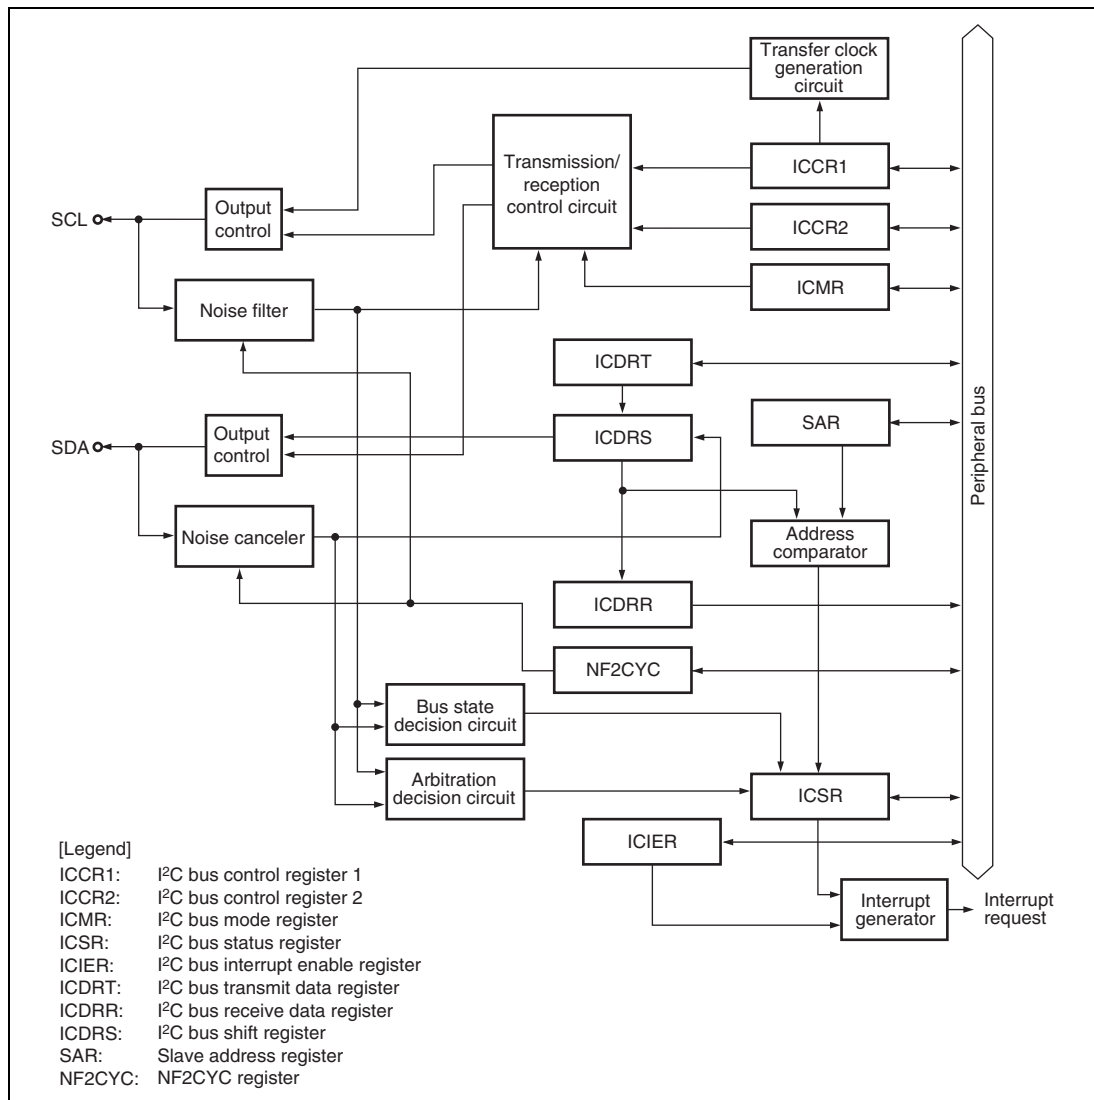 Transfer clock
generation
circuit
Transmission/
reception
control circuit
ICCR1
SCL
Output
control
ICCR2
ICMR
Noise filter
ICDRT
SAR
SDA
Output
control
ICDRS
Peripheral bus
Noise canceler
Address
comparator
ICDRR
NF2CYC
Bus state
decision circuit
Arbitration
decision circuit
ICSR
ICIER
Interrupt
generator
Interrupt
request
[Legend]
ICCR1: I²C bus control register 1
ICCR2: I²C bus control register 2
ICMR: I²C bus mode register
ICSR: I²C bus status register
ICIER: I²C bus interrupt enable register
ICDRT: I²C bus transmit data register
ICDRR: I²C bus receive data register
ICDRS: I²C bus shift register
SAR: Slave address register
NF2CYC: NF2CYC register